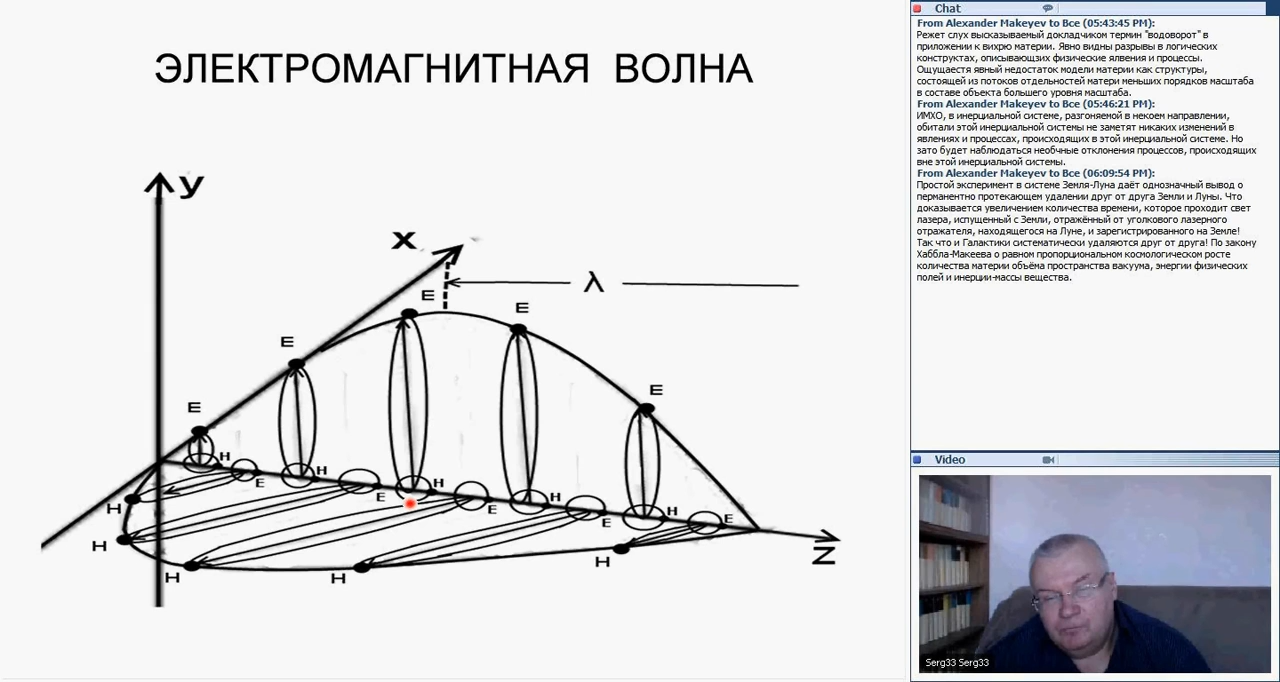 ЭЛЕКТРОМАГНИТНАЯ ВОЛНА
y
x
λ
E
E
E
E
E
H
E
H
E
H
E
H
E
H
E
H
H
H
H
H
Z
Chat
From Alexander Makeyev to Все (05:43:45 PM):
Режет слух высказываемый докладчиком термин "водоворот" в
приложении к вихрю материи. Явно видны разрывы в логических
конструктах, описывающзих физические ялвения и процессы.
Ощущаестя явный недостаток модели материи как структуры,
состоящей из потоков отдельностей матери меньших порядков масштаба
в составе объекта большего уровня масштаба.
From Alexander Makeyev to Все (05:46:21 PM):
ИМХО, в инерциальной системе, разгоняемой в некоем направлении,
обитали этой инерциальной системы не заметят никаких изменений в
явлениях и процессах, происходящих в этой инерциальной системе. Но
зато будет наблюдаться необчные отклонения процессов, происходящих
вне этой инерциальной системы.
From Alexander Makeyev to Все (06:09:54 PM):
Простой эксперимент в системе Земля-Луна даёт однозначный вывод о
перманентно протекающем удалении друг от друга Земли и Луны. Что
доказывается увеличением количества времени, которое проходит свет
лазера, испущенный с Земли, отражённый от уголкового лазерного
отражателя, находящегося на Луне, и зарегистрированного на Земле!
Так что и Галактики систематически удаляются друг от друга! По закону
Хаббла-Макеева о равном пропорциональном космологическом росте
количества материи объёма пространства вакуума, энергии физических
полей и инерции-массы вещества.
Video
Serg33 Serg33